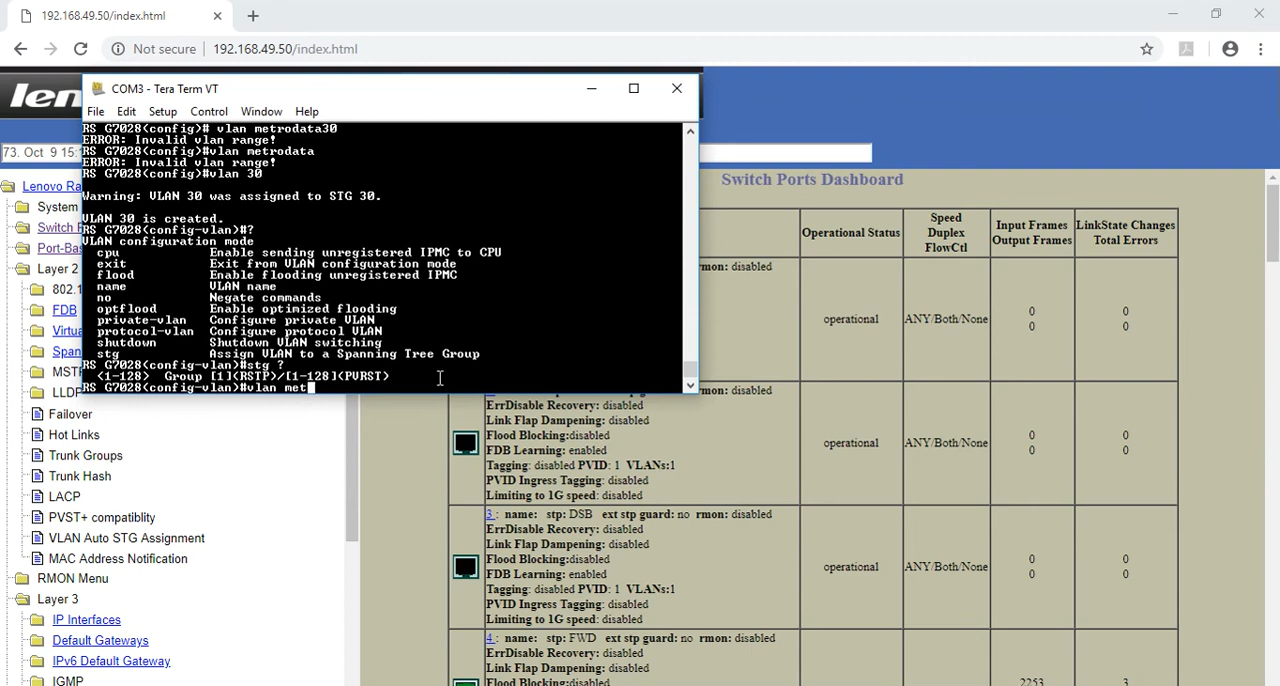 192.168.49.50/index.html
Not secure 192.168.49.50/index.html
len
COM3 - Tera Term VT
File Edit Setup Control Window Help
RS G7028(config)# vlan metrodata30
ERROR: Invalid vlan range!
RS G7028(config)#vlan metrodata
ERROR: Invalid vlan range!
RS G7028(config)#vlan 30
Warning: VLAN 30 was assigned to STG 30.
VLAN 30 is created.
RS G7028(config-vlan)#?
VLAN configuration mode
cpu Enable sending unregistered IPMC to CPU
exit Exit from VLAN configuration mode
flood Enable flooding unregistered IPMC
name VLAN name
no Negate commands
optflood Enable optimized flooding
private-vlan Configure private VLAN
protocol-vlan Configure protocol VLAN
shutdown Shutdown VLAN switching
stg Assign VLAN to a Spanning Tree Group
RS G7028(config-vlan)#stg ?
<1-128> Group [1](RSTP)/[1-128](PVRST)
RS G7028(config-vlan)#vlan met
73. Oct 9 15:
Lenovo Ra
System
Switch P
Port-Bas
Layer 2
802.1
FDB
Virtua
Span
MSTP
LLDP
Failover
Hot Links
Trunk Groups
Trunk Hash
LACP
PVST+ compatiblity
VLAN Auto STG Assignment
MAC Address Notification
RMON Menu
Layer 3
IP Interfaces
Default Gateways
IPv6 Default Gateway
IGMP
Switch Ports Dashboard
Operational Status
Speed
Duplex
FlowCtl
Input Frames
Output Frames
LinkState Changes
Total Errors
mon: disabled
operational
ANY/Both/None
0
0
0
0
ErrDisable Recovery: disabled
Link Flap Dampening: disabled
Flood Blocking:disabled
FDB Learning: enabled
Tagging: disabled PVID: 1 VLANs:1
PVID Ingress Tagging: disabled
Limiting to 1G speed: disabled
operational
ANY/Both/None
0
0
0
0
3 : name: stp: DSB ext stp guard: no rmon: disabled
ErrDisable Recovery: disabled
Link Flap Dampening: disabled
Flood Blocking:disabled
FDB Learning: enabled
Tagging: disabled PVID: 1 VLANs:1
PVID Ingress Tagging: disabled
Limiting to 1G speed: disabled
operational
ANY/Both/None
0
0
0
0
4 : name: stp: FWD ext stp guard: no rmon: disabled
ErrDisable Recovery: disabled
Link Flap Dampening: disabled
Flood Blocking:disabled
2253
3